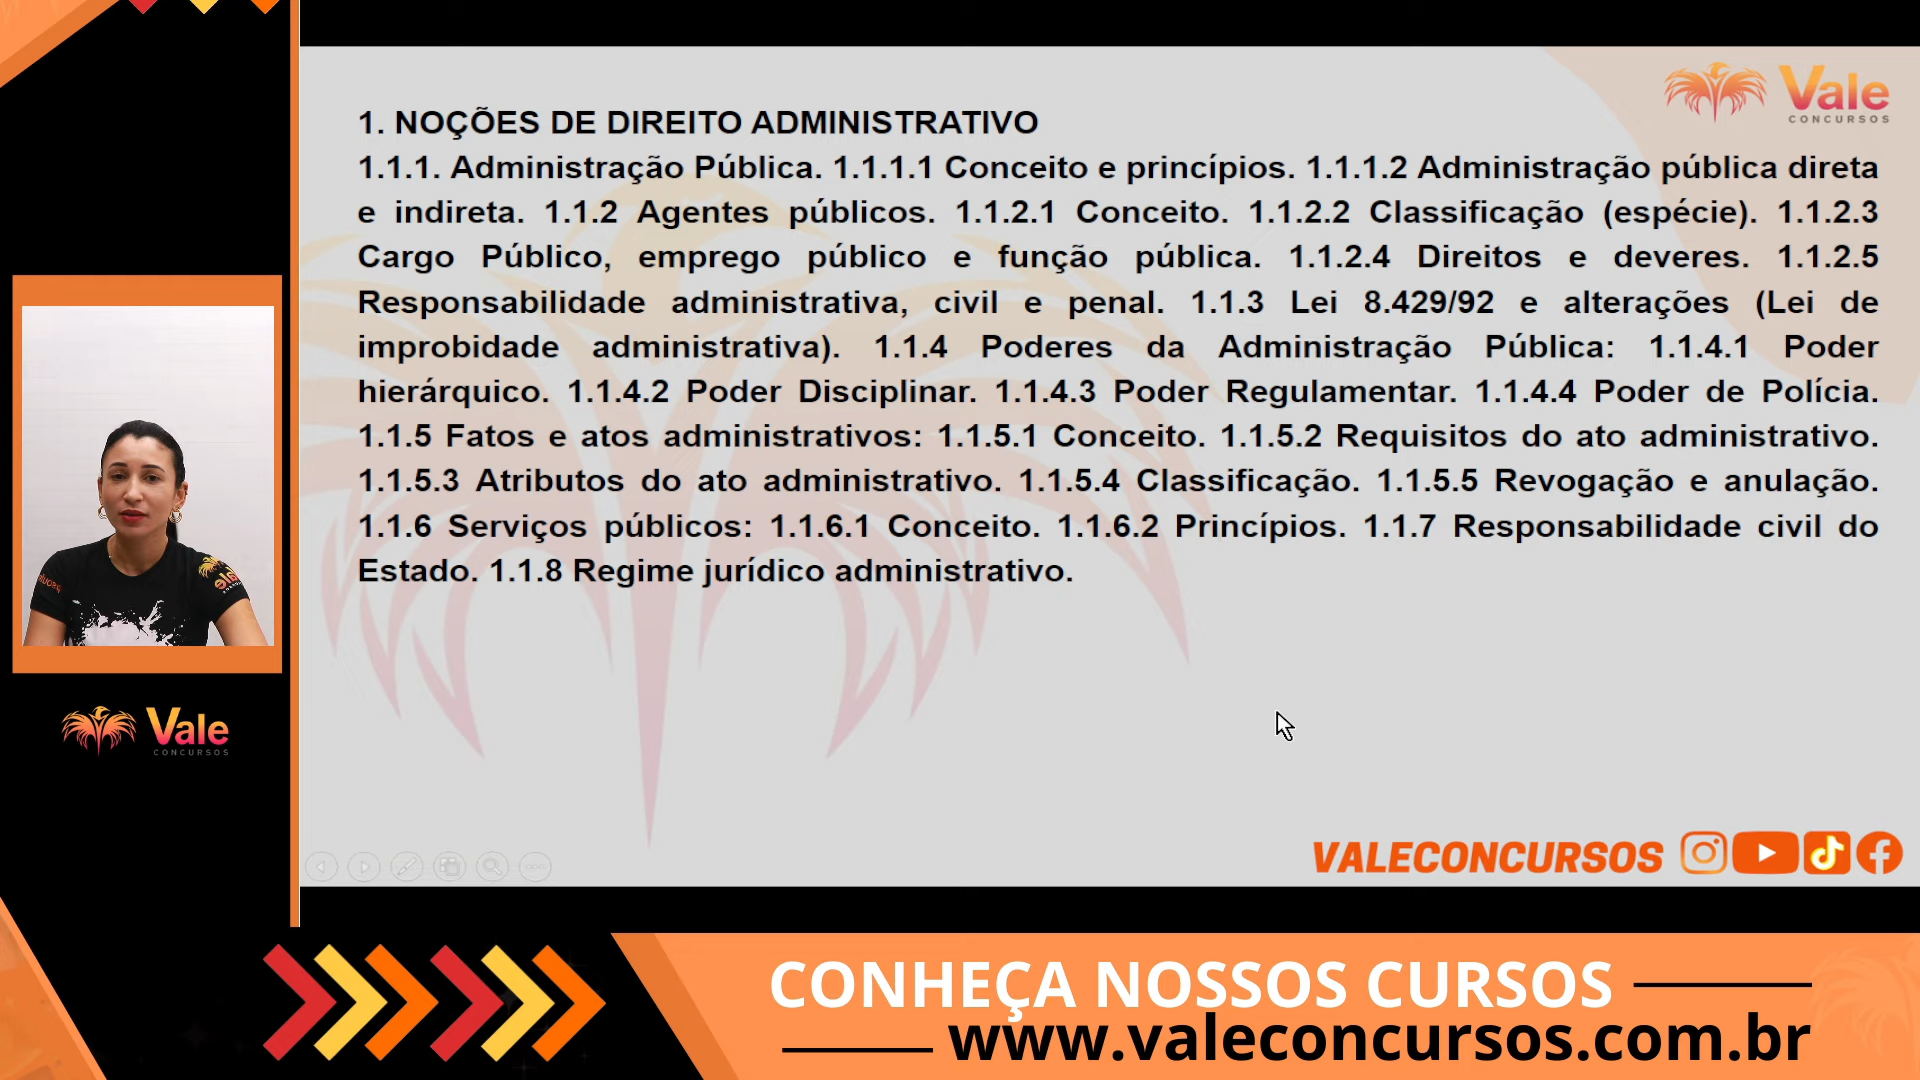 Vale
CONCURSOS
1. NOÇÕES DE DIREITO ADMINISTRATIVO
1.1.1. Administração Pública. 1.1.1.1 Conceito e princípios. 1.1.1.2 Administração pública direta
e indireta. 1.1.2 Agentes públicos. 1.1.2.1 Conceito. 1.1.2.2 Classificação (espécie). 1.1.2.3
Cargo Público, emprego público e função pública. 1.1.2.4 Direitos e deveres. 1.1.2.5
Responsabilidade administrativa, civil e penal. 1.1.3 Lei 8.429/92 e alterações (Lei de
improbidade administrativa). 1.1.4 Poderes da Administração Pública: 1.1.4.1 Poder
hierárquico. 1.1.4.2 Poder Disciplinar. 1.1.4.3 Poder Regulamentar. 1.1.4.4 Poder de Polícia.
1.1.5 Fatos e atos administrativos: 1.1.5.1 Conceito. 1.1.5.2 Requisitos do ato administrativo.
1.1.5.3 Atributos do ato administrativo. 1.1.5.4 Classificação. 1.1.5.5 Revogação e anulação.
1.1.6 Serviços públicos: 1.1.6.1 Conceito. 1.1.6.2 Princípios. 1.1.7 Responsabilidade civil do
Estado. 1.1.8 Regime jurídico administrativo.
Vale
CONCURSOS
VALECONCURSOS
CONHEÇA NOSSOS CURSOS
www.valeconcursos.com.br